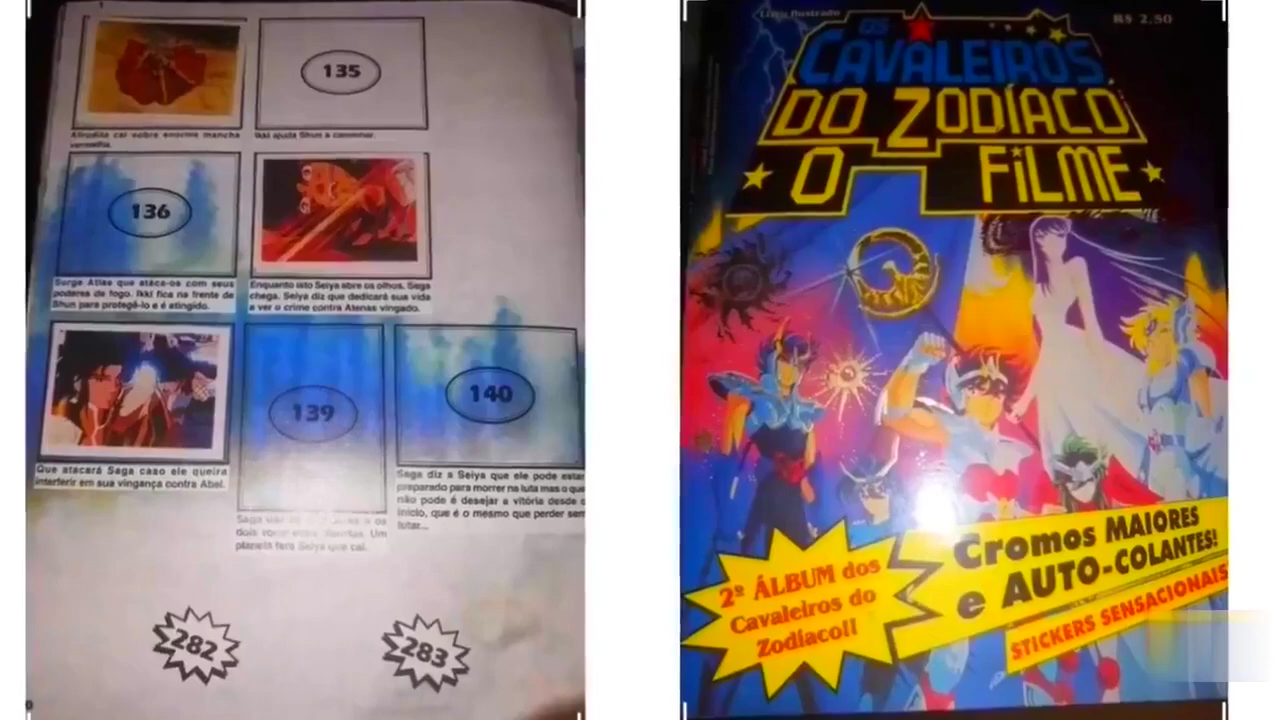 135
Afrodite cai sobre enorme mancha
vermelha.
Ikki ajuda Shun a caminhar.
136
Surge Atlas que ataca-os com seus
poderes de fogo. Ikki fica na frente de
Shun para protegê-lo e é atingido.
Enquanto isto Seiya abre os olhos. Saga
chega. Seiya diz que dedicará sua vida
a ver o crime contra Atenas vingado.
139
140
Que atacará Saga caso ele queira
interferir em sua vingança contra Abel.
Saga
dois
Um
planeta fera Seiya que cai.
Saga diz a Seiya que ele pode estar
preparado para morrer na luta mas o que
não pode é desejar a vitória desde o
início, que é o mesmo que perder sem
lutar...
282
283
Livro Ilustrado
R$ 2,50
OS
CAVALEIROS
DO ZODÍACO
O FILME
2º ÁLBUM dos
Cavaleiros do
Zodíaco!!
Cromos MAIORES
e AUTO-COLANTES!
STICKERS SENSACIONAIS